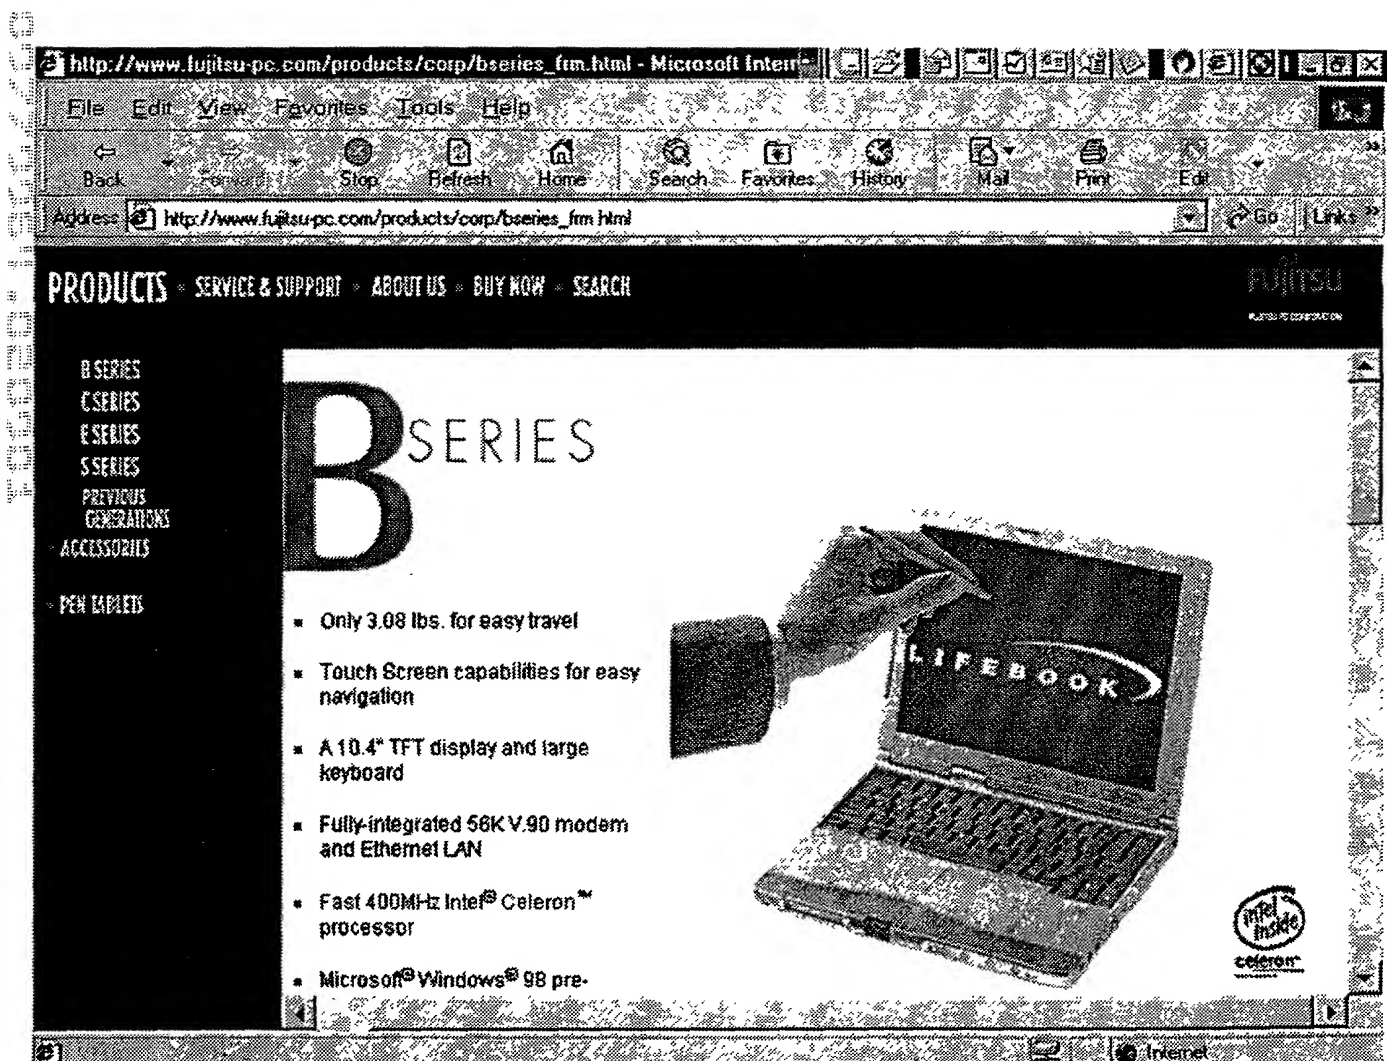 http://www.fujitsu-pc.com/products/corp/bseries_frm.html - Microsoft Intern
File Edit View Favorites Tools Help
Back Forward Stop Refresh Home Search Favorites History Mail Print Edit
Address http://www.fujitsu-pc.com/products/corp/bseries_frm.html Go Links
PRODUCTS SERVICE & SUPPORT ABOUT US BUY NOW SEARCH
FUJITSU
B SERIES
C SERIES
E SERIES
S SERIES
PREVIOUS
GENERATIONS
ACCESSORIES
PEN TABLETS
B SERIES
Only 3.08 lbs. for easy travel
Touch Screen capabilities for easy
navigation
A 10.4" TFT display and large
keyboard
Fully-integrated 56K V.90 modem
and Ethernet LAN
Fast 400MHz Intel® Celeron™
processor
Microsoft® Windows® 98 pre-
LIFEBOOK
intel
inside
celeron™
Internet